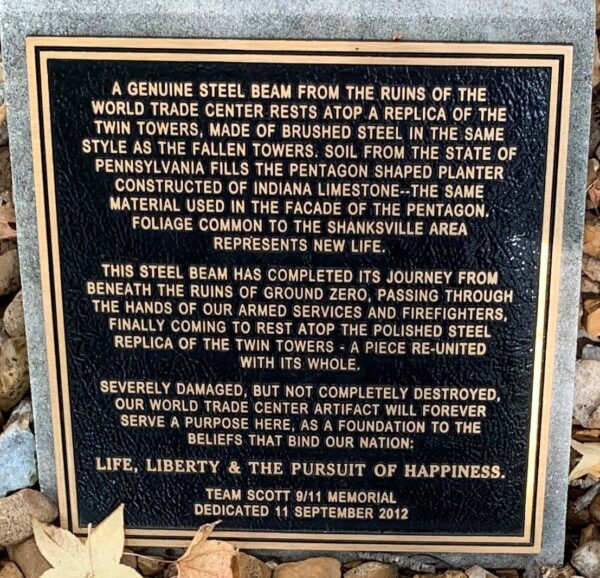 A GENUINE STEEL BEAM FROM THE RUINS OF THE
WORLD TRADE CENTER RESTS ATOP A REPLICA OF THE
TWIN TOWERS, MADE OF BRUSHED STEEL IN THE SAME
STYLE AS THE FALLEN TOWERS. SOIL FROM THE STATE OF
PENNSYLVANIA FILLS THE PENTAGON SHAPED PLANTER
CONSTRUCTED OF INDIANA LIMESTONE--THE SAME
MATERIAL USED IN THE FACADE OF THE PENTAGON.
FOLIAGE COMMON TO THE SHANKSVILLE AREA
REPRESENTS NEW LIFE.
THIS STEEL BEAM HAS COMPLETED ITS JOURNEY FROM
BENEATH THE RUINS OF GROUND ZERO, PASSING THROUGH
THE HANDS OF OUR ARMED SERVICES AND FIREFIGHTERS,
FINALLY COMING TO REST ATOP THE POLISHED STEEL
REPLICA OF THE TWIN TOWERS - A PIECE RE-UNITED
WITH ITS WHOLE.
SEVERELY DAMAGED, BUT NOT COMPLETELY DESTROYED,
OUR WORLD TRADE CENTER ARTIFACT WILL FOREVER
SERVE A PURPOSE HERE, AS A FOUNDATION TO THE
BELIEFS THAT BIND OUR NATION:
LIFE, LIBERTY & THE PURSUIT OF HAPPINESS.
TEAM SCOTT 9/11 MEMORIAL
DEDICATED 11 SEPTEMBER 2012